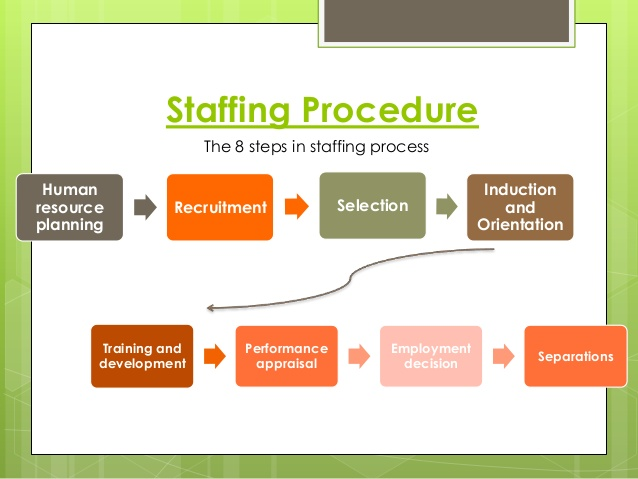 Staffing Procedure
The 8 steps in staffing process
Human
resource
planning
Recruitment
Selection
Induction
and
Orientation
Training and
development
Performance
appraisal
Employment
decision
Separations